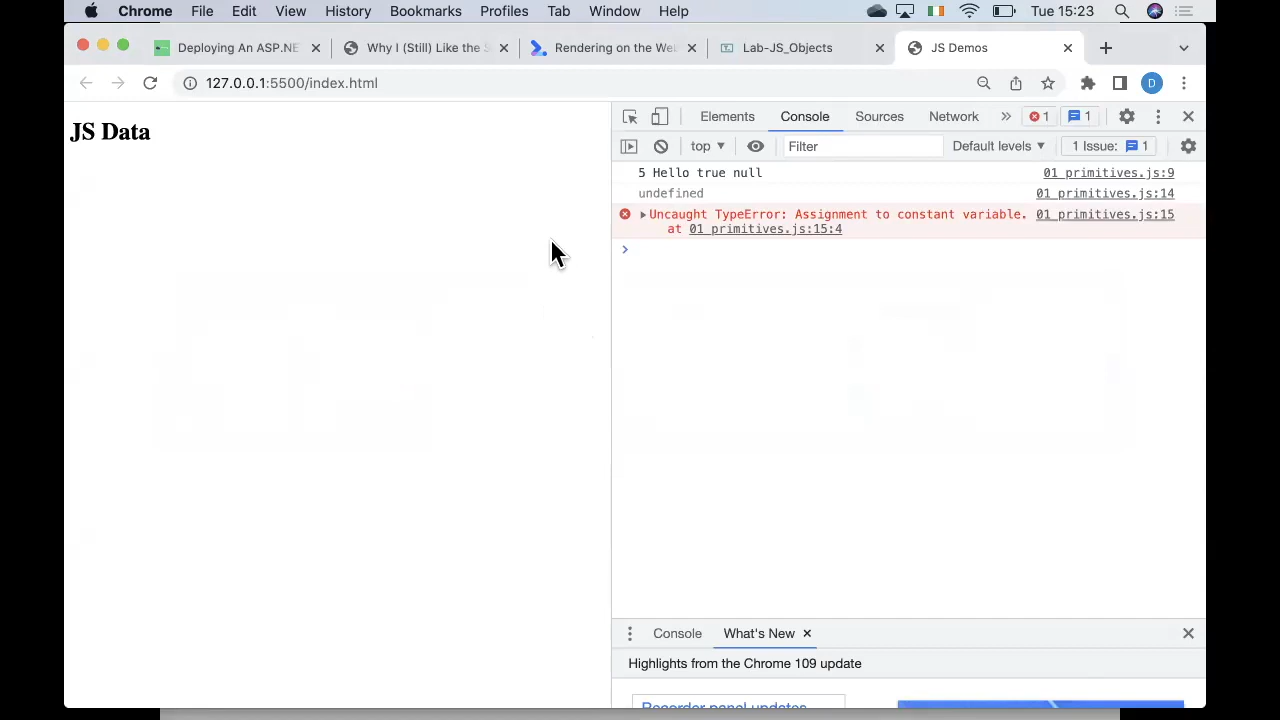 Chrome File Edit View History Bookmarks Profiles Tab Window Help Tue 15:23
Deploying An ASP.NE Why I (Still) Like the S Rendering on the Wel Lab-JS_Objects JS Demos
127.0.0.1:5500/index.html D
JS Data
Elements Console Sources Network 1 1
top Filter Default levels 1 Issue: 1
5 Hello true null 01_primitives.js:9
undefined 01_primitives.js:14
Uncaught TypeError: Assignment to constant variable. 01_primitives.js:15
at 01_primitives.js:15:4
Console What's New
Highlights from the Chrome 109 update
Recorder panel updates